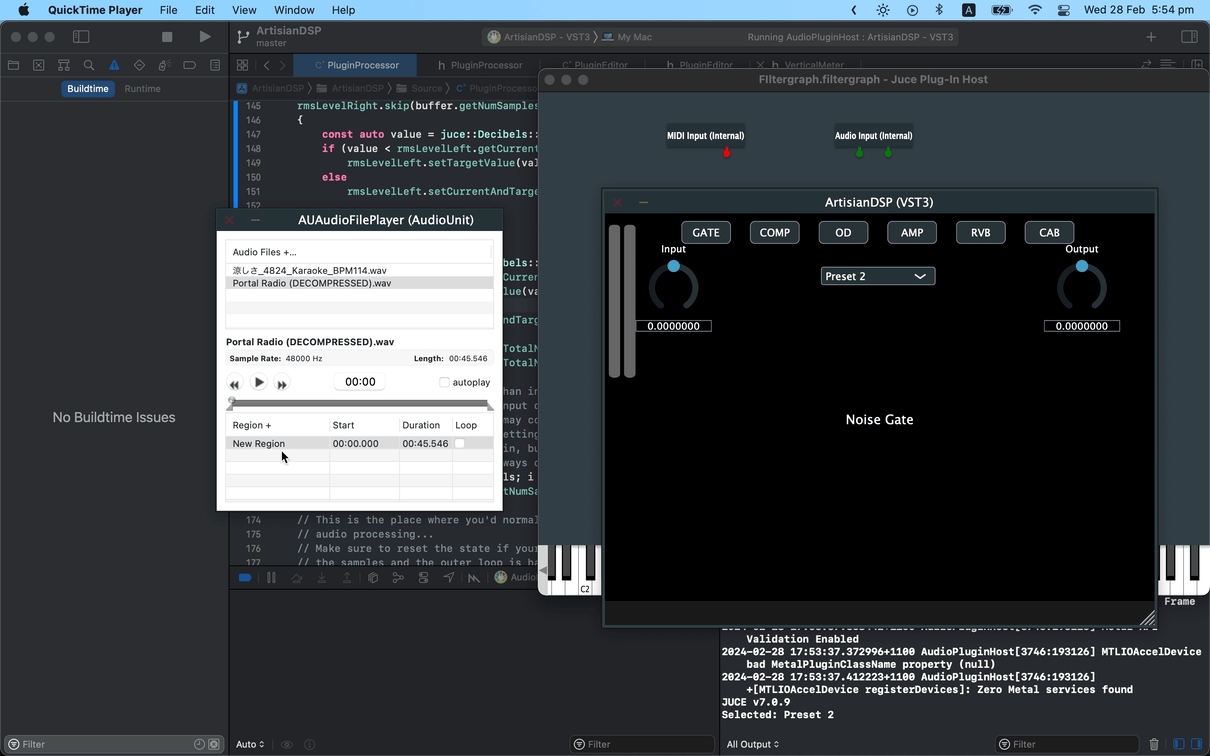 QuickTime Player File Edit View Window Help
A
Wed 28 Feb 5:54 pm
ArtisianDSP
master
ArtisianDSP - VST3
My Mac
Running AudioPluginHost : ArtisianDSP - VST3
PluginProcessor
h PluginProcessor
PluginEditor
h PluginEditor
h VerticalMeter
Buildtime Runtime
ArtisianDSP
ArtisianDSP
Source
PluginProcessor
145 rmsLevelRight.skip(buffer.getNumSamples
146 {
147 const auto value = juce::Decibels::
148 if (value < rmsLevelLeft.getCurrent
149 rmsLevelLeft.setTargetValue(val
150 else
151 rmsLevelLeft.setCurrentAndTarge
152
No Buildtime Issues
AUAudioFilePlayer (AudioUnit)
Audio Files +...
涼しさ_4824_Karaoke_BPM114.wav
Portal Radio (DECOMPRESSED).wav
Portal Radio (DECOMPRESSED).wav
Sample Rate: 48000 Hz Length: 00:45.546
00:00
autoplay
Region + Start Duration Loop
New Region 00:00.000 00:45.546
174 // This is the place where you'd normal
175 // audio processing...
176 // Make sure to reset the state if your
177 // the samples and the outer loop is ha
FIltergraph.filtergraph - Juce Plug-In Host
MIDI Input (Internal)
Audio Input (Internal)
ArtisianDSP (VST3)
GATE COMP OD AMP RVB CAB
Input
Output
Preset 2
0.0000000
0.0000000
Noise Gate
C2
Frame
Validation Enabled
2024-02-28 17:53:37.372996+1100 AudioPluginHost[3746:193126] MTLIOAccelDevice
bad MetalPluginClassName property (null)
2024-02-28 17:53:37.412223+1100 AudioPluginHost[3746:193126]
+[MTLIOAccelDevice registerDevices]: Zero Metal services found
JUCE v7.0.9
Selected: Preset 2
Filter
Auto
Filter
All Output
Filter